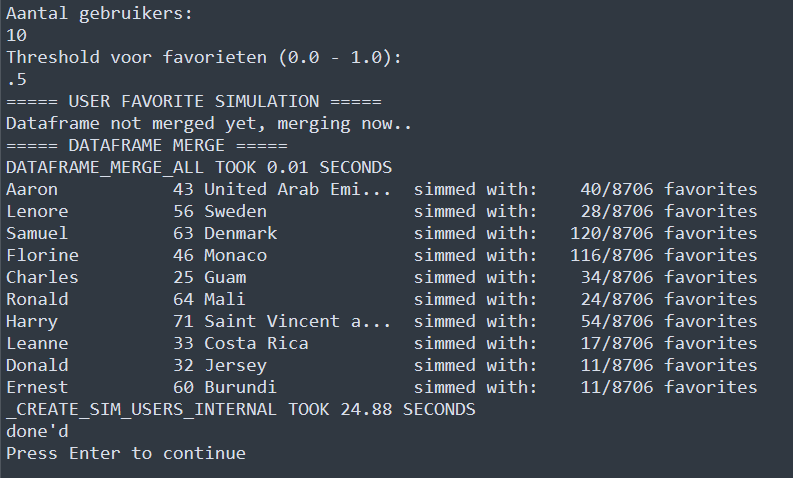 Aantal gebruikers:
10
Threshold voor favorieten (0.0 - 1.0):
.5
===== USER FAVORITE SIMULATION =====
Dataframe not merged yet, merging now..
===== DATAFRAME MERGE =====
DATAFRAME_MERGE_ALL TOOK 0.01 SECONDS
Aaron           43 United Arab Emi...  simmed with:    40/8706 favorites
Lenore          56 Sweden              simmed with:    28/8706 favorites
Samuel          63 Denmark             simmed with:   120/8706 favorites
Florine         46 Monaco              simmed with:   116/8706 favorites
Charles         25 Guam                simmed with:    34/8706 favorites
Ronald          64 Mali                simmed with:    24/8706 favorites
Harry           71 Saint Vincent a...  simmed with:    54/8706 favorites
Leanne          33 Costa Rica          simmed with:    17/8706 favorites
Donald          32 Jersey              simmed with:    11/8706 favorites
Ernest          60 Burundi             simmed with:    11/8706 favorites
_CREATE_SIM_USERS_INTERNAL TOOK 24.88 SECONDS
done'd
Press Enter to continue